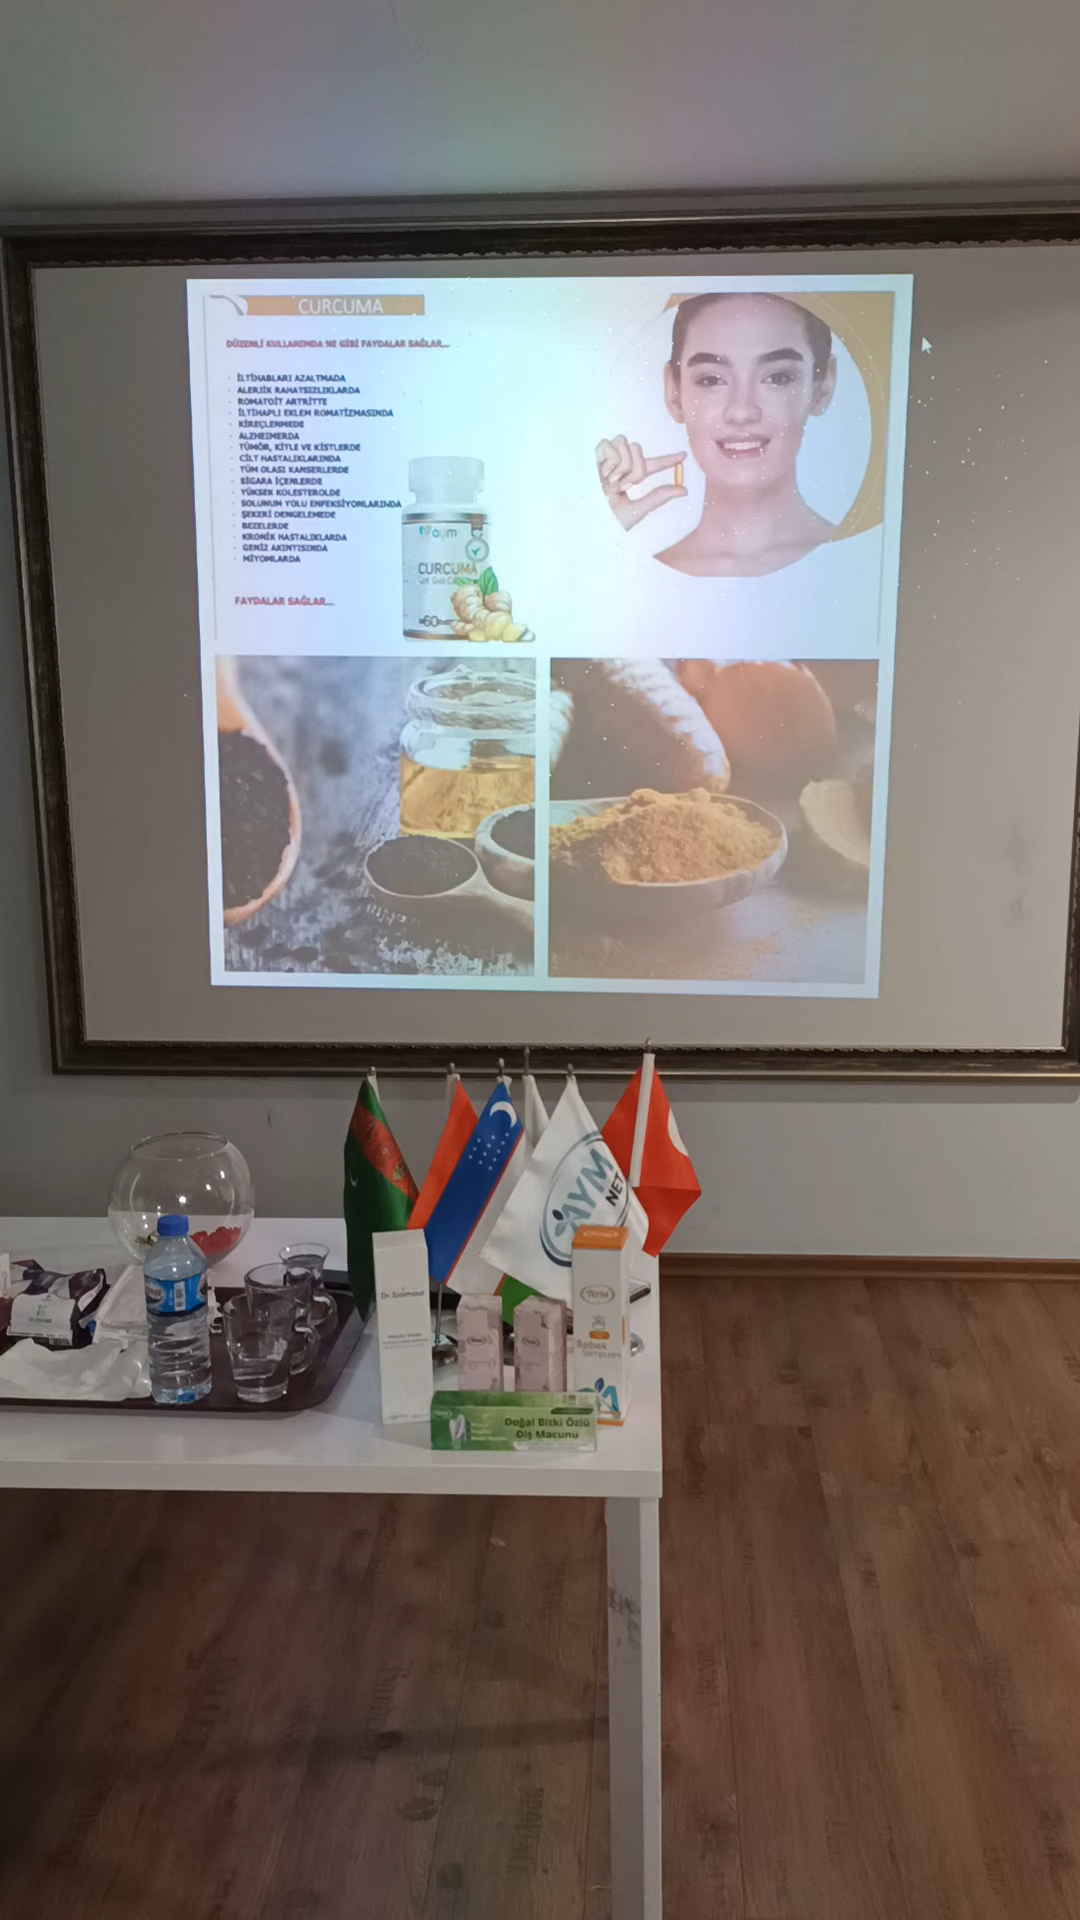 CURCUMA
DÜZENLİ KULLANIMDA NE GİBİ FAYDALAR SAĞLAR...
- İLTİHABLARI AZALTMADA
- ALERJİK RAHATSIZLIKLARDA
- ROMATOİT ARTRİTTE
- İLTİHAPLI EKLEM ROMATİZMASINDA
- KİREÇLENMEDE
- ALZHEIMERDA
- TÜMÖR, KİTLE VE KİSTLERDE
- CİLT HASTALIKLARINDA
- TÜM OLASI KANSERLERDE
- SİGARA İÇENLERDE
- YÜKSEK KOLESTEROLDE
- SOLUNUM YOLU ENFEKSİYONLARINDA
- ŞEKERİ DENGELEMEDE
- BEZELERDE
- KRONİK HASTALIKLARDA
- GENİZ AKINTISINDA
- MİYOMLARDA
FAYDALAR SAĞLAR...
aym
CURCUMA
60
AYM
NET
AYM
Bebek
Şampuanı
Doğal Bitki Özlü
Diş Macunu